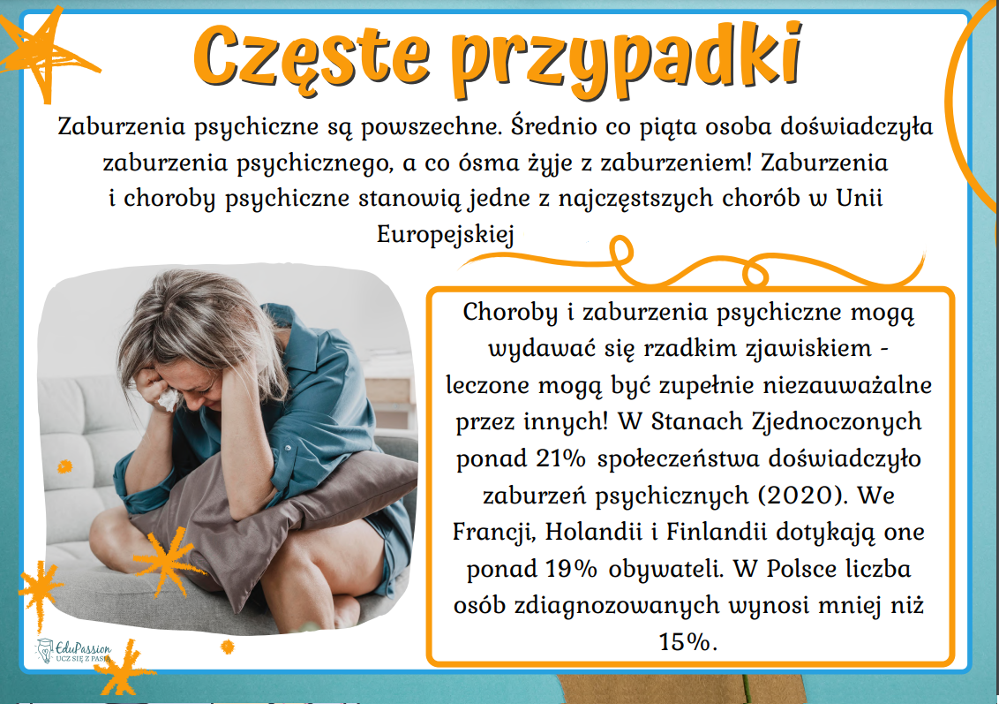 Częste przypadki
Zaburzenia psychiczne są powszechne. Średnio co piąta osoba doświadczyła
zaburzenia psychicznego, a co ósma żyje z zaburzeniem! Zaburzenia
i choroby psychiczne stanowią jedne z najczęstszych chorób w Unii
Europejskiej
Choroby i zaburzenia psychiczne mogą
wydawać się rzadkim zjawiskiem -
leczone mogą być zupełnie niezauważalne
przez innych! W Stanach Zjednoczonych
ponad 21% społeczeństwa doświadczyło
zaburzeń psychicznych (2020). We
Francji, Holandii i Finlandii dotykają one
ponad 19% obywateli. W Polsce liczba
osób zdiagnozowanych wynosi mniej niż
15%.
EduPassion
UCZ SIĘ Z PASJĄ